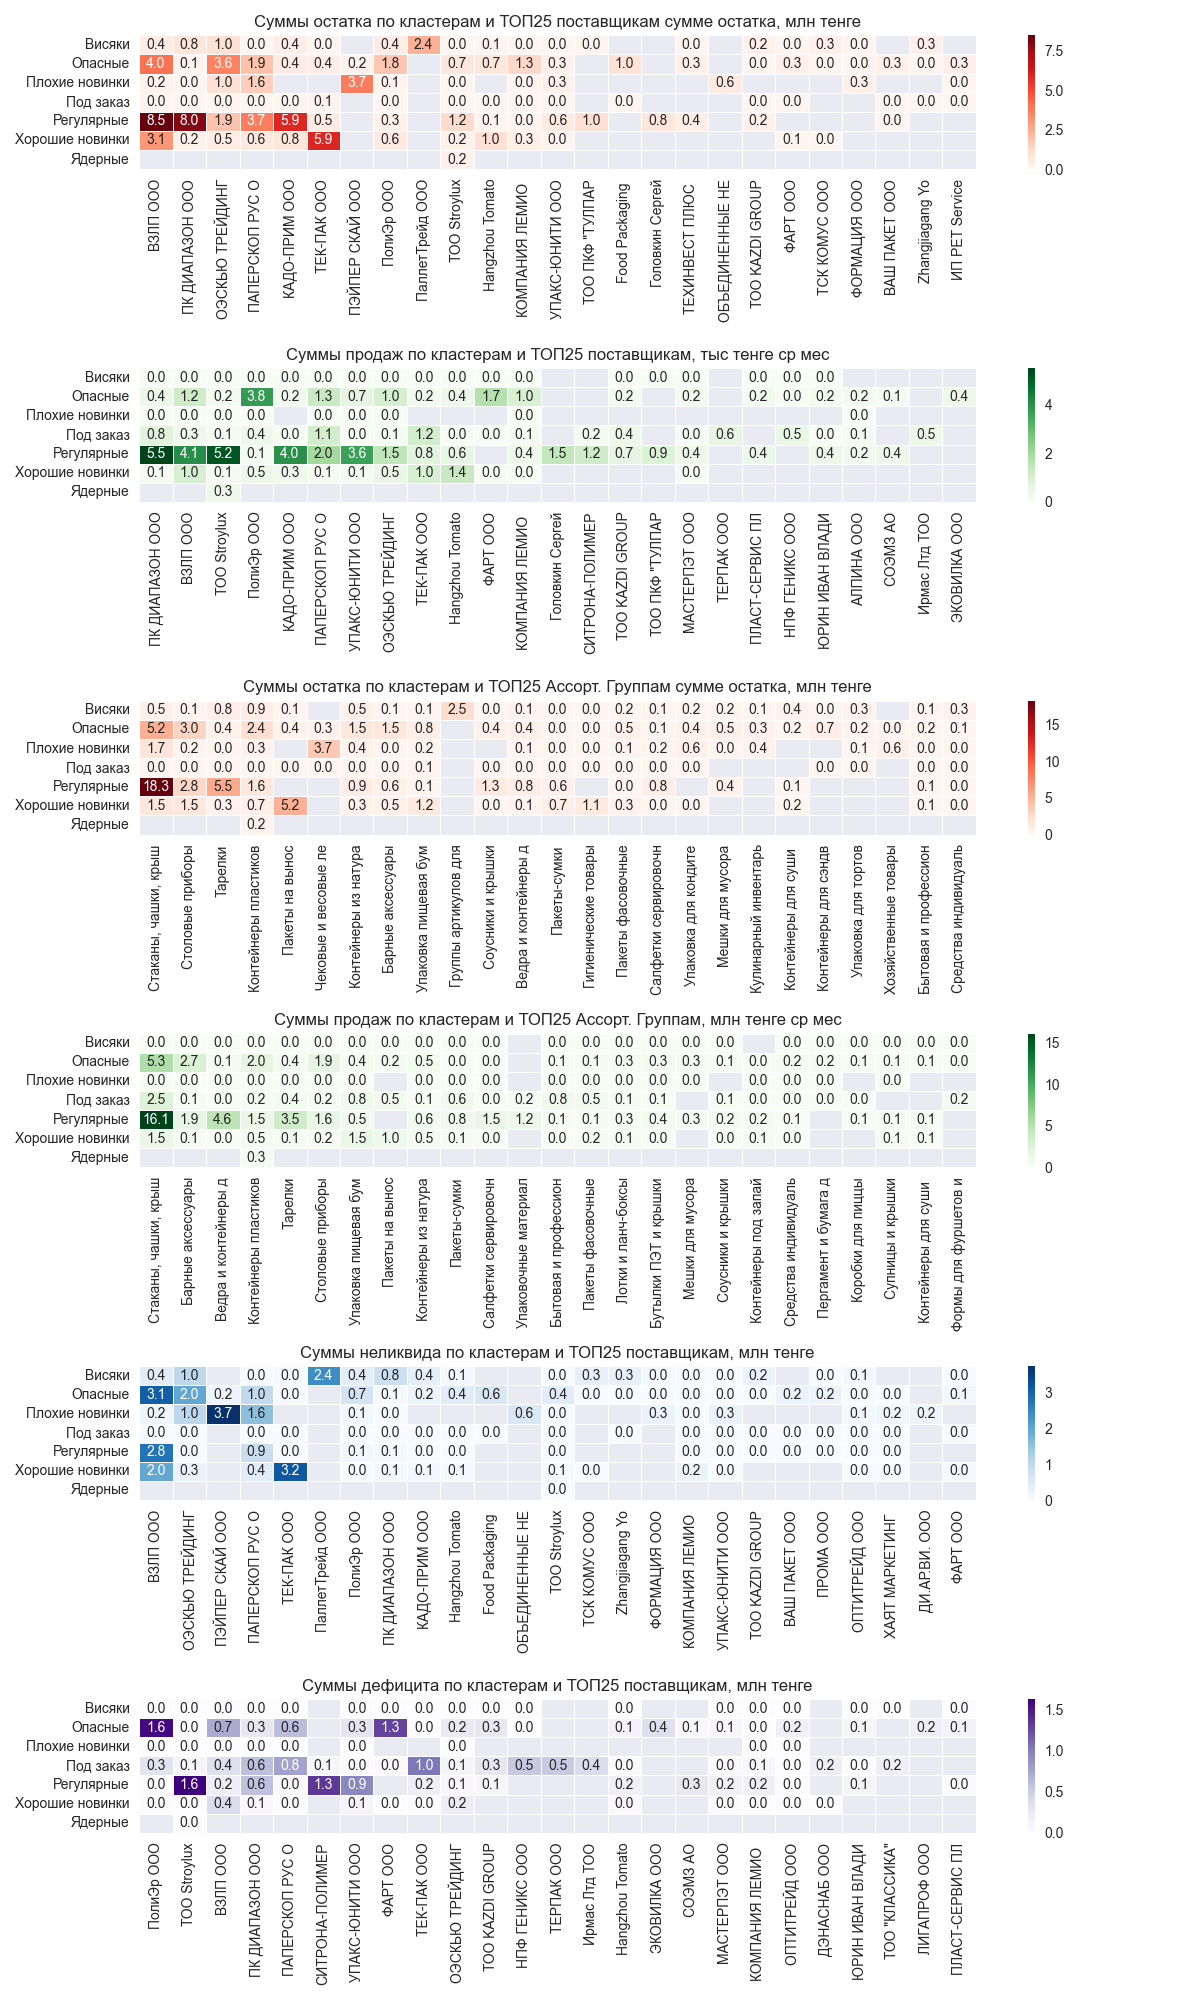 Суммы остатка по кластерам и ТОП25 поставщикам сумме остатка, млн тенге
Висяки 0.4 0.8 1.0 0.0 0.4 0.0 0.4 2.4 0.0 0.1 0.0 0.0 0.0 0.0 0.2 0.0 0.3 0.0 0.3
Опасные 4.0 0.1 3.6 1.9 0.4 0.4 0.2 1.8 0.7 0.7 1.3 0.3 1.0 0.3 0.0 0.3 0.0 0.0 0.3 0.0 0.3
Плохие новинки 0.2 0.0 1.0 1.6 3.7 0.1 0.0 0.0 0.3 0.6 0.3 0.0
Под заказ 0.0 0.0 0.0 0.0 0.0 0.1 0.0 0.0 0.0 0.0 0.0 0.0 0.0 0.0 0.0 0.0 0.0
Регулярные 8.5 8.0 1.9 3.7 5.9 0.5 0.3 1.2 0.1 0.0 0.6 1.0 0.8 0.4 0.2 0.0
Хорошие новинки 3.1 0.2 0.5 0.6 0.8 5.9 0.6 0.2 1.0 0.3 0.0 0.1 0.0
Ядерные 0.2
7.5
5.0
2.5
0.0
ВЗЛП ООО
ПК ДИАПАЗОН ООО
ОЭСКЬЮ ТРЕЙДИНГ
ПАПЕРСКОП РУС О
КАДО-ПРИМ ООО
ТЕК-ПАК ООО
ПЭЙПЕР СКАЙ ООО
ПолиЭр ООО
ПаллетТрейд ООО
ТОО Stroylux
Hangzhou Tomato
КОМПАНИЯ ЛЕМИО
УПАКС-ЮНИТИ ООО
ТОО ПКФ "ТУЛПАР
Food Packaging
Головкин Сергей
ТЕХИНВЕСТ ПЛЮС
ОБЪЕДИНЕННЫЕ НЕ
ТОО KAZDI GROUP
ФАРТ ООО
ТСК КОМУС ООО
ФОРМАЦИЯ ООО
ВАШ ПАКЕТ ООО
Zhangjiagang Yo
ИП PET Service
Суммы продаж по кластерам и ТОП25 поставщикам, тыс тенге ср мес
Висяки 0.0 0.0 0.0 0.0 0.0 0.0 0.0 0.0 0.0 0.0 0.0 0.0 0.0 0.0 0.0 0.0 0.0 0.0
Опасные 0.4 1.2 0.2 3.8 0.2 1.3 0.7 1.0 0.2 0.4 1.7 1.0 0.2 0.2 0.2 0.0 0.2 0.2 0.1 0.4
Плохие новинки 0.0 0.0 0.0 0.0 0.0 0.0 0.0 0.0 0.0
Под заказ 0.8 0.3 0.1 0.4 0.0 1.1 0.0 0.1 1.2 0.0 0.0 0.1 0.2 0.4 0.0 0.6 0.5 0.0 0.1 0.5
Регулярные 5.5 4.1 5.2 0.1 4.0 2.0 3.6 1.5 0.8 0.6 0.4 1.5 1.2 0.7 0.9 0.4 0.4 0.4 0.2 0.4
Хорошие новинки 0.1 1.0 0.1 0.5 0.3 0.1 0.1 0.5 1.0 1.4 0.0 0.0 0.0
Ядерные 0.3
4
2
0
ПК ДИАПАЗОН ООО
ВЗЛП ООО
ТОО Stroylux
ПолиЭр ООО
КАДО-ПРИМ ООО
ПАПЕРСКОП РУС О
УПАКС-ЮНИТИ ООО
ОЭСКЬЮ ТРЕЙДИНГ
ТЕК-ПАК ООО
Hangzhou Tomato
ФАРТ ООО
КОМПАНИЯ ЛЕМИО
Головкин Сергей
СИТРОНА-ПОЛИМЕР
ТОО KAZDI GROUP
ТОО ПКФ "ТУЛПАР
МАСТЕРПЭТ ООО
ТЕРПАК ООО
ПЛАСТ-СЕРВИС ПЛ
НПФ ГЕНИКС ООО
ЮРИН ИВАН ВЛАДИ
АЛПИНА ООО
СОЭМЗ АО
Ирмас Лтд ТОО
ЭКОВИЛКА ООО
Суммы остатка по кластерам и ТОП25 Ассорт. Группам сумме остатка, млн тенге
Висяки 0.5 0.1 0.8 0.9 0.1 0.5 0.1 0.1 2.5 0.0 0.1 0.0 0.0 0.2 0.1 0.2 0.2 0.1 0.4 0.0 0.3 0.1 0.3
Опасные 5.2 3.0 0.4 2.4 0.4 0.3 1.5 1.5 0.8 0.4 0.4 0.0 0.0 0.5 0.1 0.4 0.5 0.3 0.2 0.7 0.2 0.0 0.2 0.1
Плохие новинки 1.7 0.2 0.0 0.3 3.7 0.4 0.0 0.2 0.1 0.0 0.0 0.1 0.2 0.6 0.0 0.4 0.1 0.6 0.0 0.0
Под заказ 0.0 0.0 0.0 0.0 0.0 0.0 0.0 0.0 0.1 0.0 0.0 0.0 0.0 0.0 0.0 0.0 0.0 0.0 0.0 0.0
Регулярные 18.3 2.8 5.5 1.6 0.9 0.6 0.1 1.3 0.8 0.6 0.0 0.8 0.4 0.1 0.1 0.0
Хорошие новинки 1.5 1.5 0.3 0.7 5.2 0.3 0.5 1.2 0.0 0.1 0.7 1.1 0.3 0.0 0.0 0.2 0.1 0.0
Ядерные 0.2
15
10
5
0
Стаканы, чашки, крыш
Столовые приборы
Тарелки
Контейнеры пластиков
Пакеты на вынос
Чековые и весовые ле
Контейнеры из натура
Барные аксессуары
Упаковка пищевая бум
Группы артикулов для
Соусники и крышки
Ведра и контейнеры д
Пакеты-сумки
Гигиенические товары
Пакеты фасовочные
Салфетки сервировочн
Упаковка для кондите
Мешки для мусора
Кулинарный инвентарь
Контейнеры для суши
Контейнеры для сэндв
Упаковка для тортов
Хозяйственные товары
Бытовая и профессион
Средства индивидуаль
Суммы продаж по кластерам и ТОП25 Ассорт. Группам, млн тенге ср мес
Висяки 0.0 0.0 0.0 0.0 0.0 0.0 0.0 0.0 0.0 0.0 0.0 0.0 0.0 0.0 0.0 0.0 0.0 0.0 0.0 0.0 0.0 0.0 0.0 0.0
Опасные 5.3 2.7 0.1 2.0 0.4 1.9 0.4 0.2 0.5 0.0 0.0 0.1 0.1 0.3 0.3 0.3 0.1 0.0 0.2 0.2 0.1 0.1 0.1 0.0
Плохие новинки 0.0 0.0 0.0 0.0 0.0 0.0 0.0 0.0 0.0 0.0 0.0 0.0 0.0 0.0 0.0 0.0 0.0 0.0 0.0
Под заказ 2.5 0.1 0.0 0.2 0.4 0.2 0.8 0.5 0.1 0.6 0.0 0.2 0.8 0.5 0.1 0.1 0.1 0.0 0.0 0.0 0.0 0.2
Регулярные 16.1 1.9 4.6 1.5 3.5 1.6 0.5 0.6 0.8 1.5 1.2 0.1 0.1 0.3 0.4 0.3 0.2 0.2 0.1 0.1 0.1 0.1
Хорошие новинки 1.5 0.1 0.0 0.5 0.1 0.2 1.5 1.0 0.5 0.1 0.0 0.0 0.2 0.1 0.0 0.0 0.1 0.0 0.1 0.1
Ядерные 0.3
15
10
5
0
Стаканы, чашки, крыш
Барные аксессуары
Ведра и контейнеры д
Контейнеры пластиков
Тарелки
Столовые приборы
Упаковка пищевая бум
Пакеты на вынос
Контейнеры из натура
Пакеты-сумки
Салфетки сервировочн
Упаковочные материал
Бытовая и профессион
Пакеты фасовочные
Лотки и ланч-боксы
Бутылки ПЭТ и крышки
Мешки для мусора
Соусники и крышки
Контейнеры под запай
Средства индивидуаль
Пергамент и бумага д
Коробки для пиццы
Супницы и крышки
Контейнеры для суши
Формы для фуршетов и
Суммы неликвида по кластерам и ТОП25 поставщикам, млн тенге
Висяки 0.4 1.0 0.0 0.0 2.4 0.4 0.8 0.4 0.1 0.0 0.3 0.3 0.0 0.0 0.0 0.2 0.0 0.1 0.0
Опасные 3.1 2.0 0.2 1.0 0.0 0.7 0.1 0.2 0.4 0.6 0.4 0.0 0.0 0.0 0.0 0.0 0.0 0.2 0.2 0.0 0.0 0.1
Плохие новинки 0.2 1.0 3.7 1.6 0.1 0.0 0.6 0.0 0.3 0.0 0.3 0.1 0.2 0.2
Под заказ 0.0 0.0 0.0 0.0 0.0 0.0 0.0 0.0 0.0 0.0 0.0 0.0 0.0 0.0 0.0 0.0 0.0 0.0 0.0
Регулярные 2.8 0.0 0.9 0.0 0.1 0.1 0.0 0.0 0.0 0.0 0.0 0.0 0.0 0.0 0.0 0.0
Хорошие новинки 2.0 0.3 0.4 3.2 0.0 0.1 0.1 0.1 0.1 0.0 0.2 0.0 0.0 0.0 0.0
Ядерные 0.0
3
2
1
0
ВЗЛП ООО
ОЭСКЬЮ ТРЕЙДИНГ
ПЭЙПЕР СКАЙ ООО
ПАПЕРСКОП РУС О
ТЕК-ПАК ООО
ПаллетТрейд ООО
ПолиЭр ООО
ПК ДИАПАЗОН ООО
КАДО-ПРИМ ООО
Hangzhou Tomato
Food Packaging
ОБЪЕДИНЕННЫЕ НЕ
ТОО Stroylux
ТСК КОМУС ООО
Zhangjiagang Yo
ФОРМАЦИЯ ООО
КОМПАНИЯ ЛЕМИО
УПАКС-ЮНИТИ ООО
ТОО KAZDI GROUP
ВАШ ПАКЕТ ООО
ПРОМА ООО
ОПТИТРЕЙД ООО
ХАЯТ МАРКЕТИНГ
ДИ.АР.ВИ. ООО
ФАРТ ООО
Суммы дефицита по кластерам и ТОП25 поставщикам, млн тенге
Висяки 0.0 0.0 0.0 0.0 0.0 0.0 0.0 0.0 0.0 0.0 0.0 0.0 0.0 0.0 0.0 0.0 0.0 0.0
Опасные 1.6 0.0 0.7 0.3 0.6 0.3 1.3 0.0 0.2 0.3 0.0 0.1 0.4 0.1 0.1 0.0 0.2 0.1 0.2 0.1
Плохие новинки 0.0 0.0 0.0 0.0 0.0 0.0 0.0 0.0 0.0
Под заказ 0.3 0.1 0.4 0.6 0.8 0.1 0.0 0.0 1.0 0.1 0.3 0.5 0.5 0.4 0.0 0.0 0.1 0.0 0.2 0.0 0.2
Регулярные 0.0 1.6 0.2 0.6 0.0 1.3 0.9 0.2 0.1 0.1 0.2 0.3 0.2 0.2 0.0 0.1 0.0
Хорошие новинки 0.0 0.0 0.4 0.1 0.0 0.1 0.0 0.0 0.2 0.0 0.0 0.0 0.0 0.0
Ядерные 0.0
1.5
1.0
0.5
0.0
ПолиЭр ООО
ТОО Stroylux
ВЗЛП ООО
ПК ДИАПАЗОН ООО
ПАПЕРСКОП РУС О
СИТРОНА-ПОЛИМЕР
УПАКС-ЮНИТИ ООО
ФАРТ ООО
ТЕК-ПАК ООО
ОЭСКЬЮ ТРЕЙДИНГ
ТОО KAZDI GROUP
НПФ ГЕНИКС ООО
ТЕРПАК ООО
Ирмас Лтд ТОО
Hangzhou Tomato
ЭКОВИЛКА ООО
СОЭМЗ АО
МАСТЕРПЭТ ООО
КОМПАНИЯ ЛЕМИО
ОПТИТРЕЙД ООО
ДЭНАСНАБ ООО
ЮРИН ИВАН ВЛАДИ
ТОО "КЛАССИКА"
ЛИГАПРОФ ООО
ПЛАСТ-СЕРВИС ПЛ